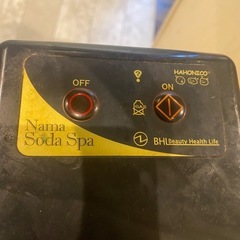 OFF
HAHONICO
ON
Nama
Soda Spa
BHL Beauty Health Life